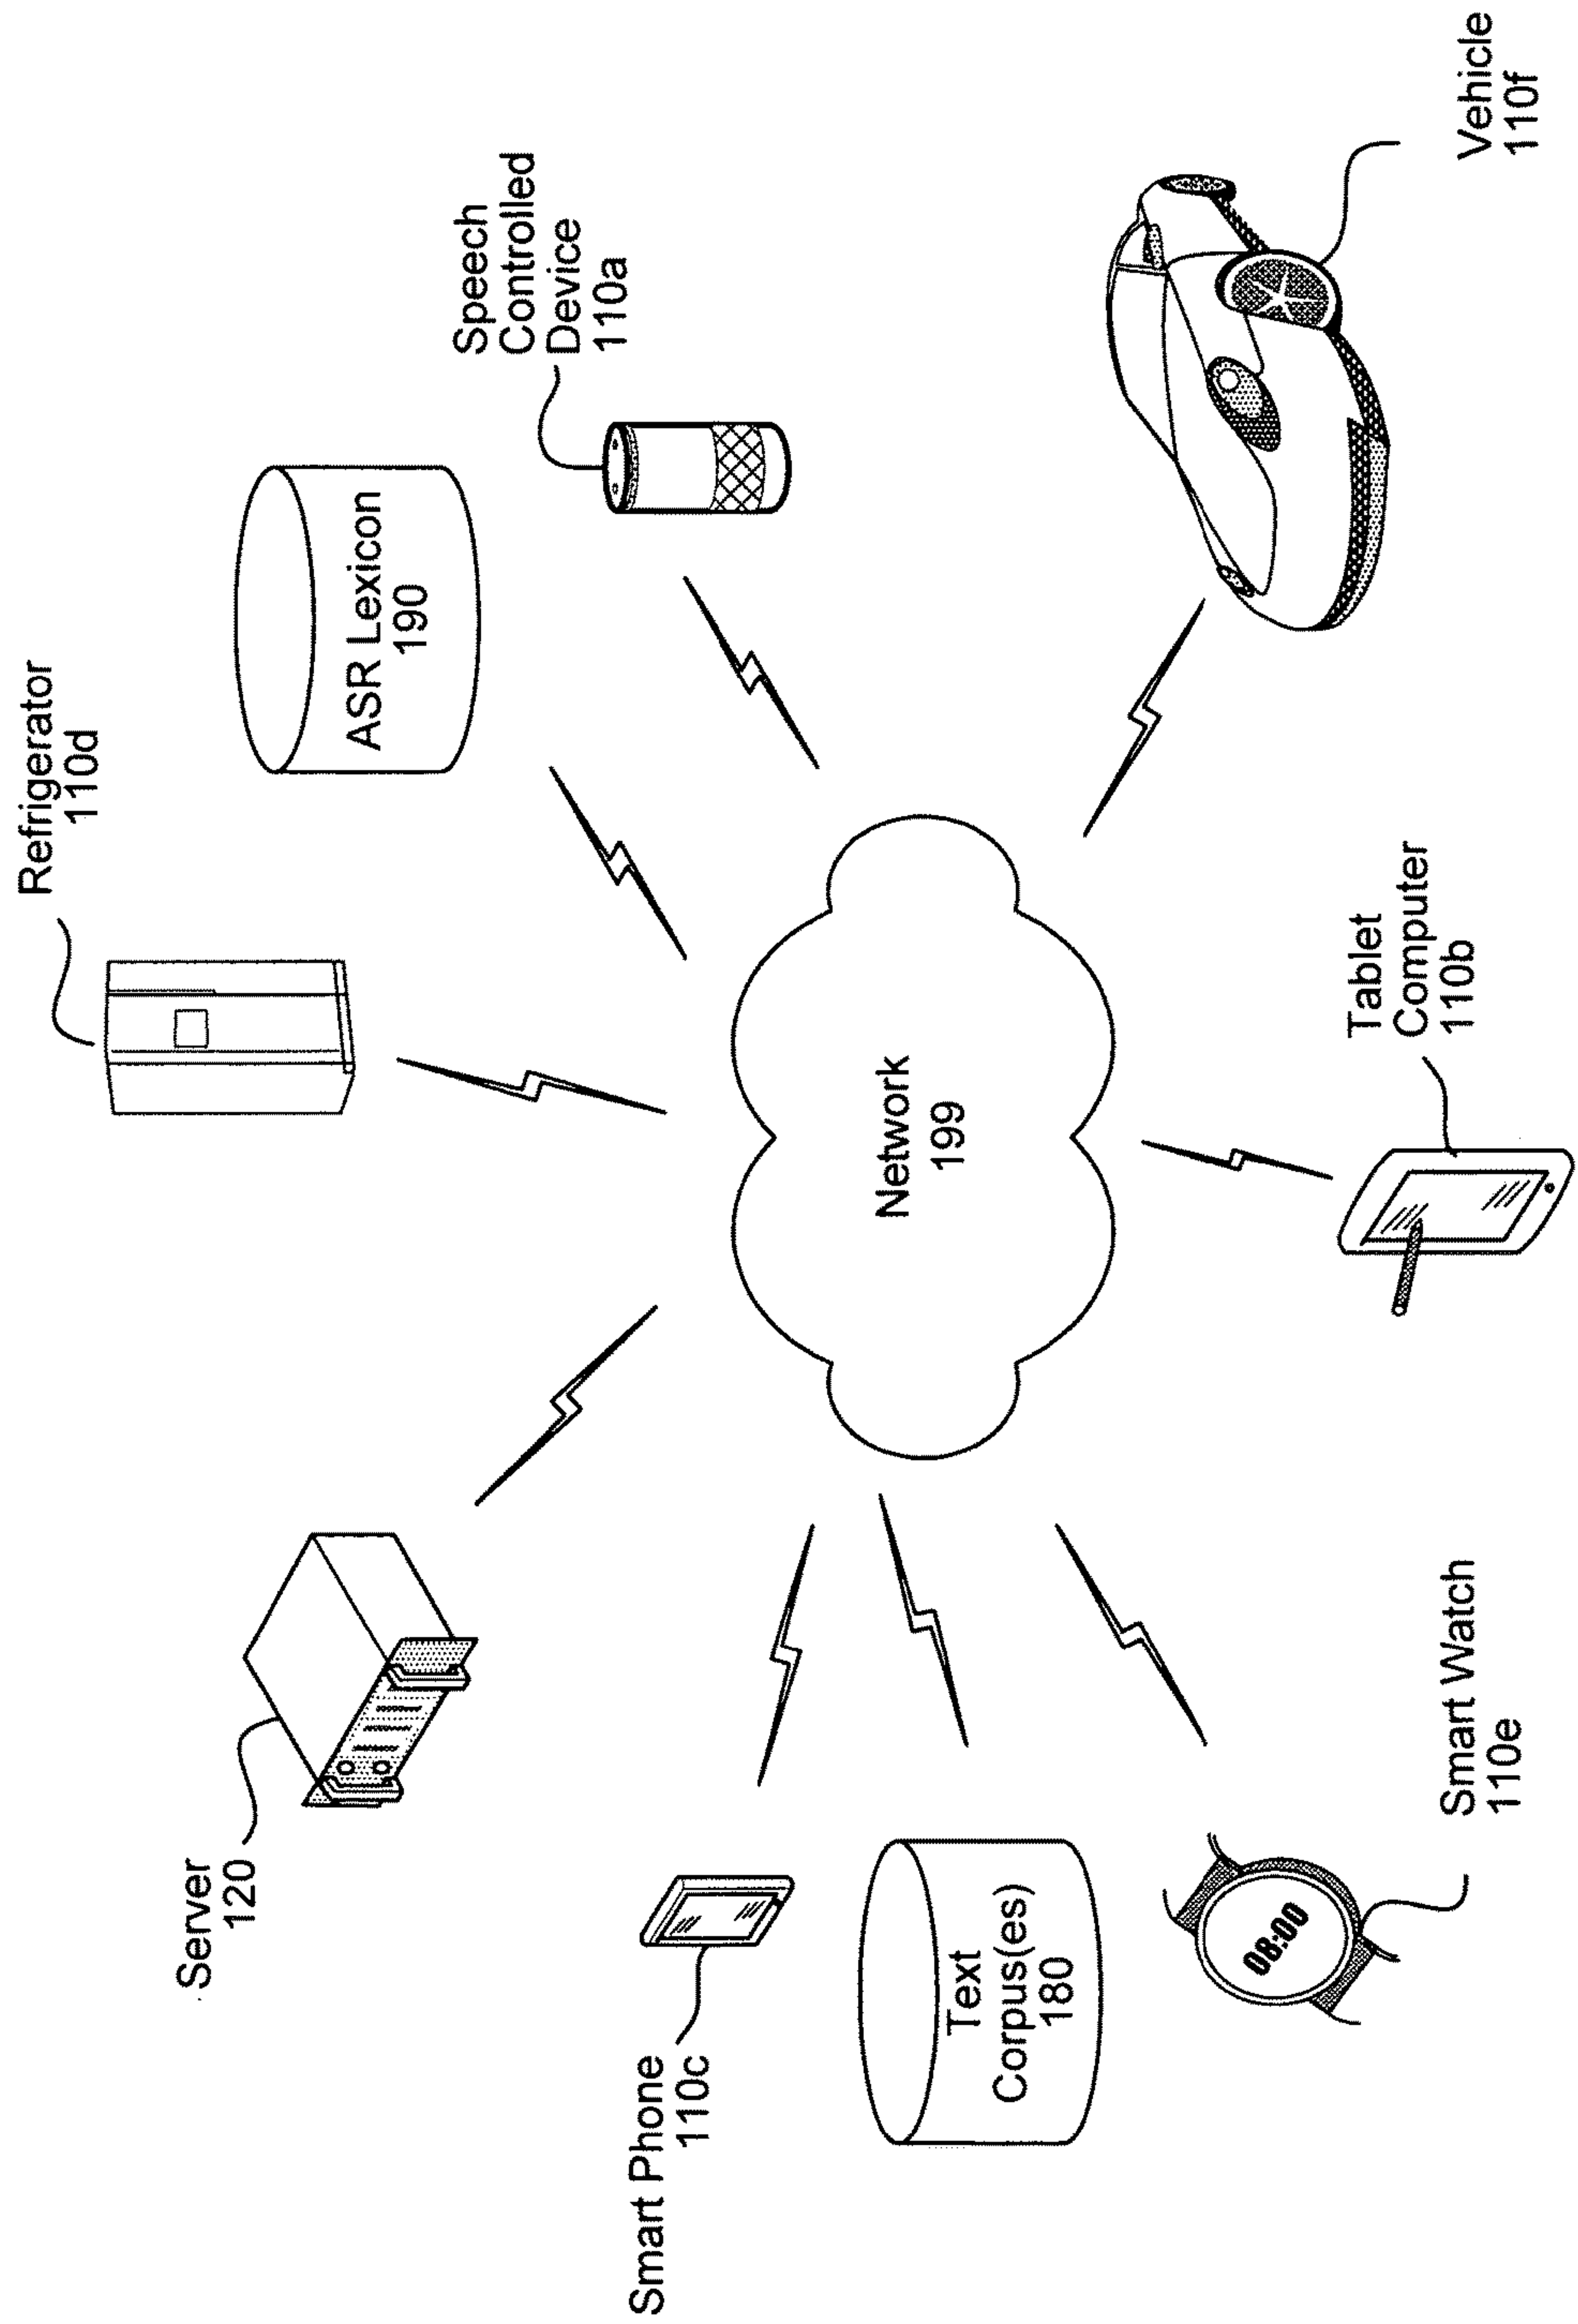 Server
120
Refrigerator
110d
ASR Lexicon
190
Speech
Controlled
Device
110a
Smart Phone
110c
Network
199
Text
Corpus(es)
180
08:00
Smart Watch
110e
Tablet
Computer
110b
Vehicle
110f